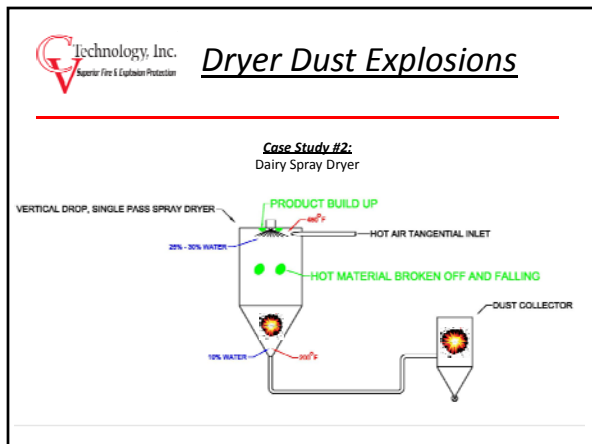 CV Technology, Inc.
Superior Fire & Explosion Protection
Dryer Dust Explosions
Case Study #2:
Dairy Spray Dryer
PRODUCT BUILD UP
VERTICAL DROP, SINGLE PASS SPRAY DRYER
HOT AIR TANGENTIAL INLET
WATER
HOT MATERIAL BROKEN OFF AND FALLING
DUST COLLECTOR
10% WATER